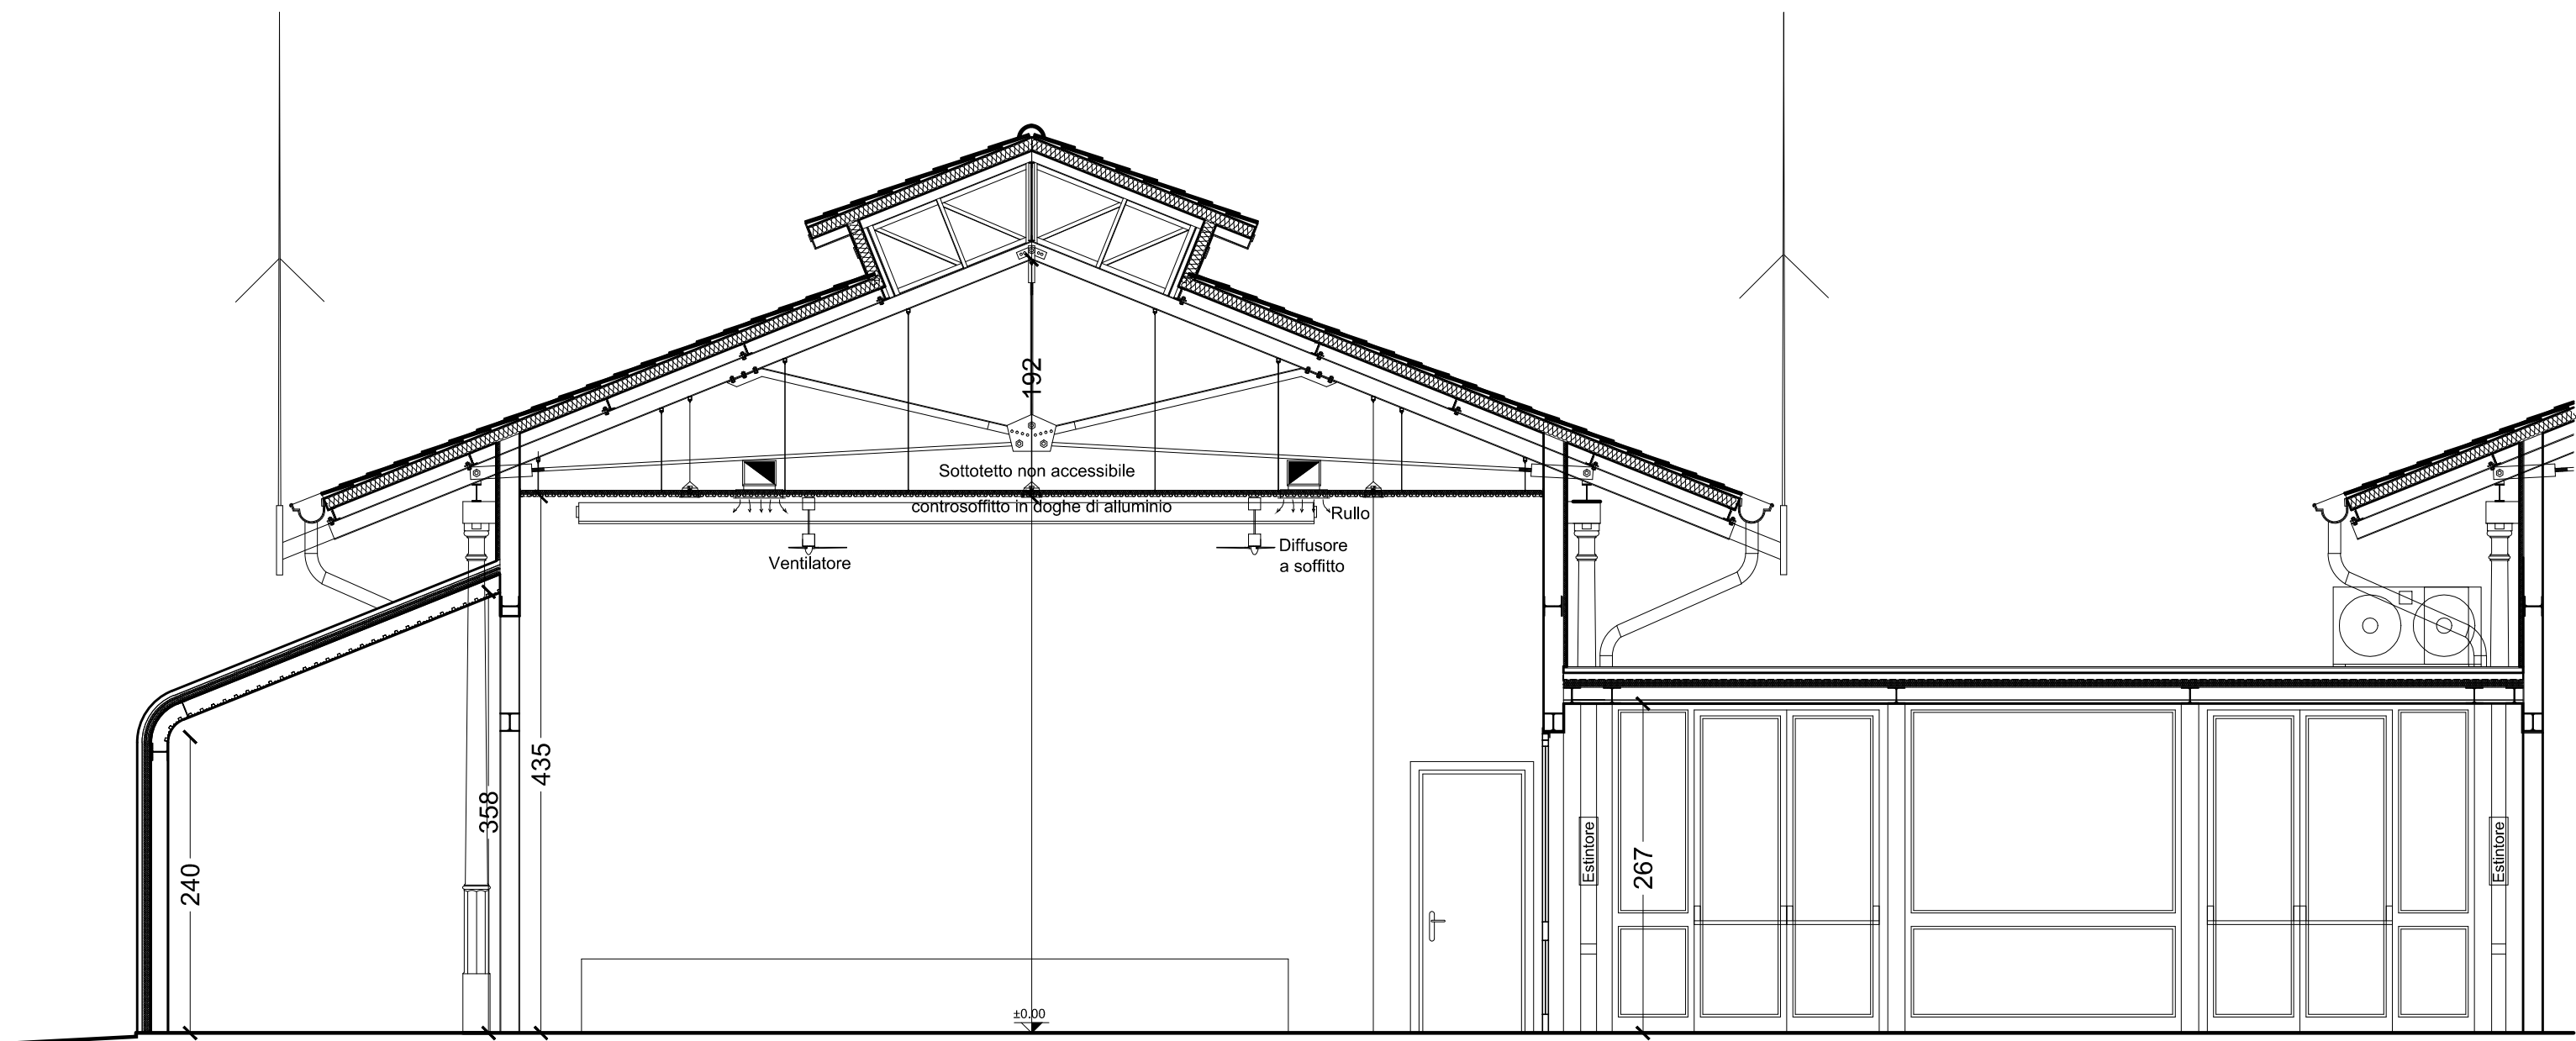 192
Sottotetto non accessibile
controsoffitto in doghe di alluminio
Rullo
Ventilatore
Diffusore
a soffitto
435
358
240
267
Estintore
Estintore
±0.00